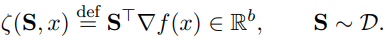 ζ(𝐒, x) ≝ 𝐒^⊤∇f(x) ∈ ℝ^b, 𝐒 ∼ 𝒟.